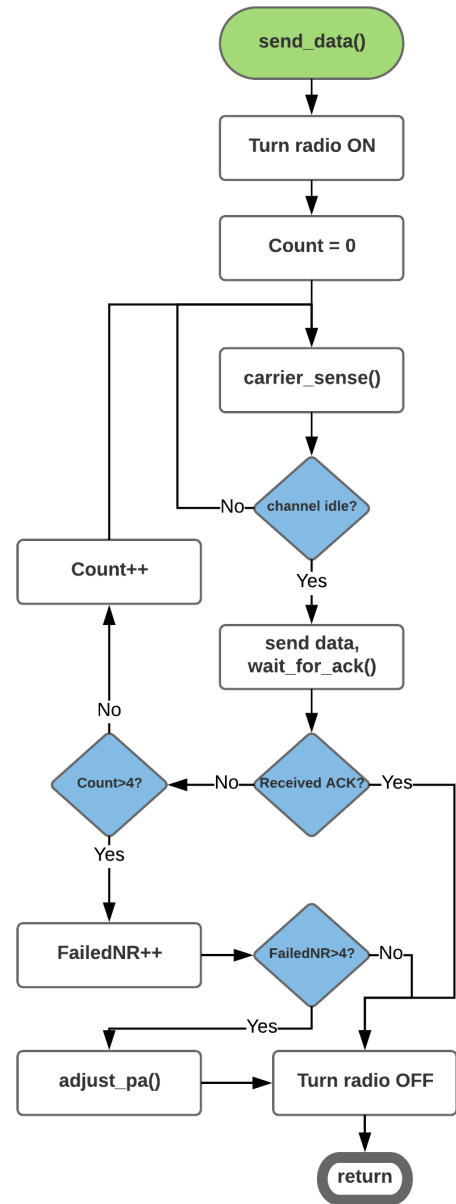 send_data()
Turn radio ON
Count = 0
carrier_sense()
channel idle?
No
Yes
Count++
send data,
wait_for_ack()
No
Count>4?
No
Received ACK?
Yes
Yes
FailedNR++
FailedNR>4?
No
Yes
adjust_pa()
Turn radio OFF
return